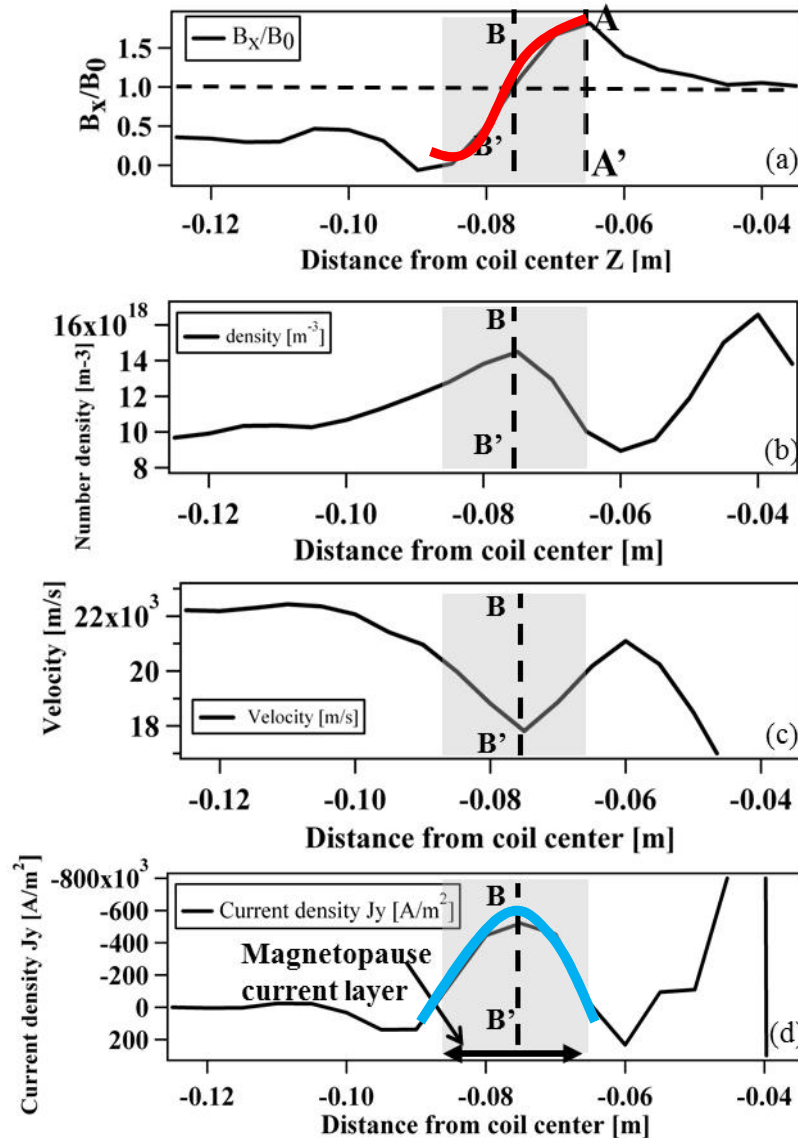 B_x/B_0
B_x/B_0
1.5
1.0
0.5
0.0
B
A
B’
A’
(a)
-0.12 -0.10 -0.08 -0.06 -0.04
Distance from coil center Z [m]
Number density [m-3]
16x10^18
14
12
10
8
density [m^-3]
B
B’
(b)
-0.12 -0.10 -0.08 -0.06 -0.04
Distance from coil center [m]
Velocity [m/s]
22x10^3
20
18
Velocity [m/s]
B
B’
(c)
-0.12 -0.10 -0.08 -0.06 -0.04
Distance from coil center [m]
Current density Jy [A/m^2]
-800x10^3
-600
-400
-200
0
200
Current density Jy [A/m^2]
B
Magnetopause
current layer
B’
(d)
-0.12 -0.10 -0.08 -0.06 -0.04
Distance from coil center [m]